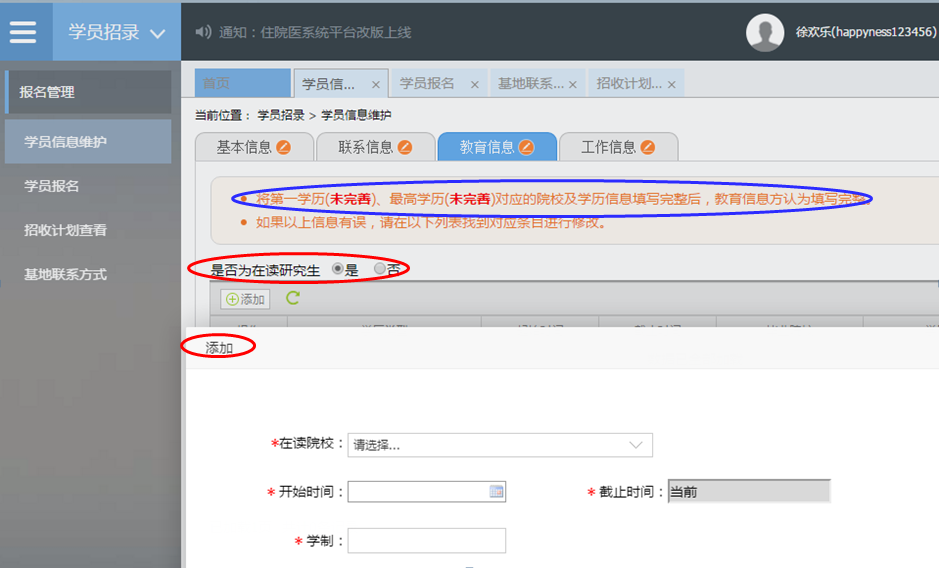 学员招录
通知：住院医系统平台改版上线
徐欢乐(happyness123456)
报名管理
学员信息维护
学员报名
招收计划查看
基地联系方式
首页 学员信... × 学员报名 × 基地联系... × 招收计划... ×
当前位置： 学员招录 > 学员信息维护
基本信息 联系信息 教育信息 工作信息
将第一学历(未完善)、最高学历(未完善)对应的院校及学历信息填写完整后，教育信息方认为填写完整。
如果以上信息有误，请在以下列表找到对应条目进行修改。
是否为在读研究生 是 否
添加
添加
*在读院校： 请选择...
*开始时间： *截止时间： 当前
*学制：